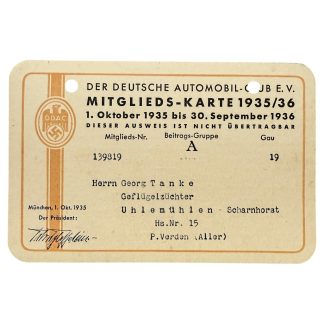 DER DEUTSCHE AUTOMOBIL-CLUB E.V.
MITGLIEDS-KARTE 1935/36
1. Oktober 1935 bis 30. September 1936
DIESER AUSWEIS IST NICHT ÜBERTRAGBAR
Mitglieds-Nr. Beitrags-Gruppe Gau
A
139819 19
DDAC
Herrn Georg Tanke
Geflügelzüchter
Uhlemühlen - Scharnhorst
Hs.Nr. 15
P.Verden (Aller)
München, 1. Okt. 1935
Der Präsident: